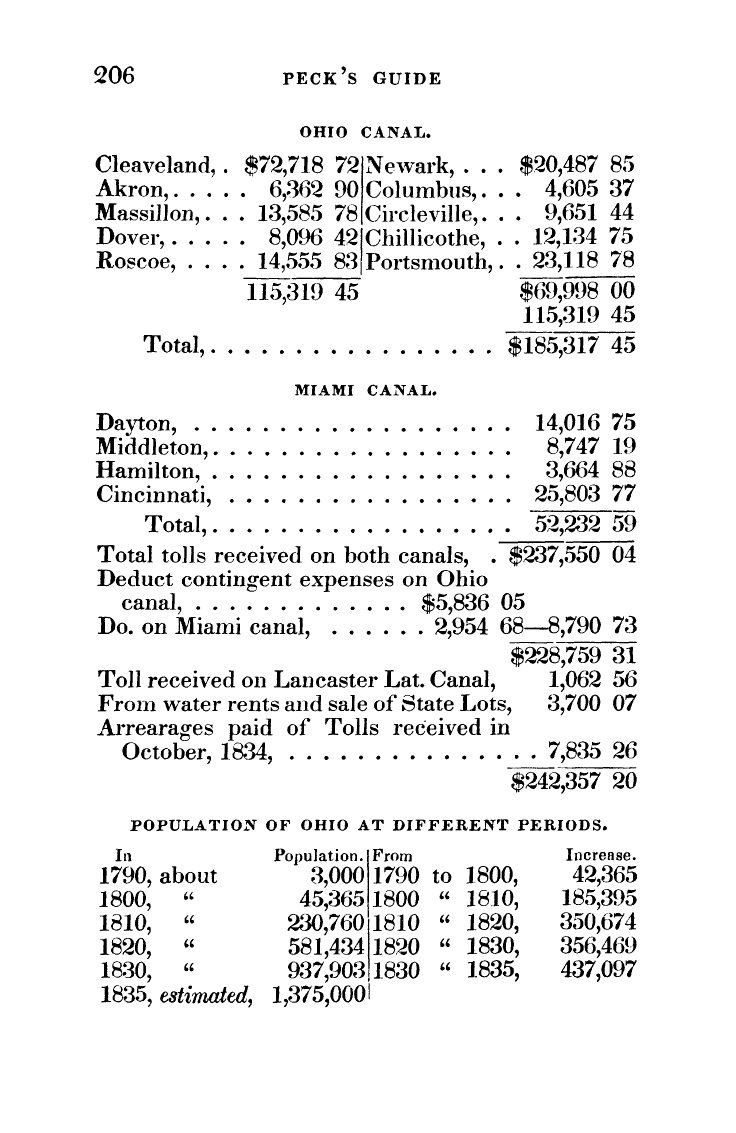 206 PECK'S GUIDE
OHIO CANAL.
Cleaveland, . $72,718 72 Newark, . . . $20,487 85
Akron, . . . . . 6,362 90 Columbus, . . . 4,605 37
Massillon, . . . 13,585 78 Circleville, . . . 9,651 44
Dover, . . . . . 8,096 42 Chillicothe, . . 12,134 75
Roscoe, . . . . 14,555 83 Portsmouth, . . 23,118 78
115,319 45 $69,998 00
115,319 45
Total, . . . . . . . . . . . . . . . . . . $185,317 45
MIAMI CANAL.
Dayton, . . . . . . . . . . . . . . . . . . . 14,016 75
Middleton, . . . . . . . . . . . . . . . . . . 8,747 19
Hamilton, . . . . . . . . . . . . . . . . . . 3,664 88
Cincinnati, . . . . . . . . . . . . . . . . . 25,803 77
Total, . . . . . . . . . . . . . . . . . . 52,232 59
Total tolls received on both canals, . $237,550 04
Deduct contingent expenses on Ohio
canal, . . . . . . . . . . . . . $5,836 05
Do. on Miami canal, . . . . . . 2,954 68—8,790 73
$228,759 31
Toll received on Lancaster Lat. Canal, 1,062 56
From water rents and sale of State Lots, 3,700 07
Arrearages paid of Tolls received in
October, 1834, . . . . . . . . . . . . . . . 7,835 26
$242,357 20
POPULATION OF OHIO AT DIFFERENT PERIODS.
In Population. From Increase.
1790, about 3,000 1790 to 1800, 42,365
1800, “ 45,365 1800 “ 1810, 185,395
1810, “ 230,760 1810 “ 1820, 350,674
1820, “ 581,434 1820 “ 1830, 356,469
1830, “ 937,903 1830 “ 1835, 437,097
1835, estimated, 1,375,000